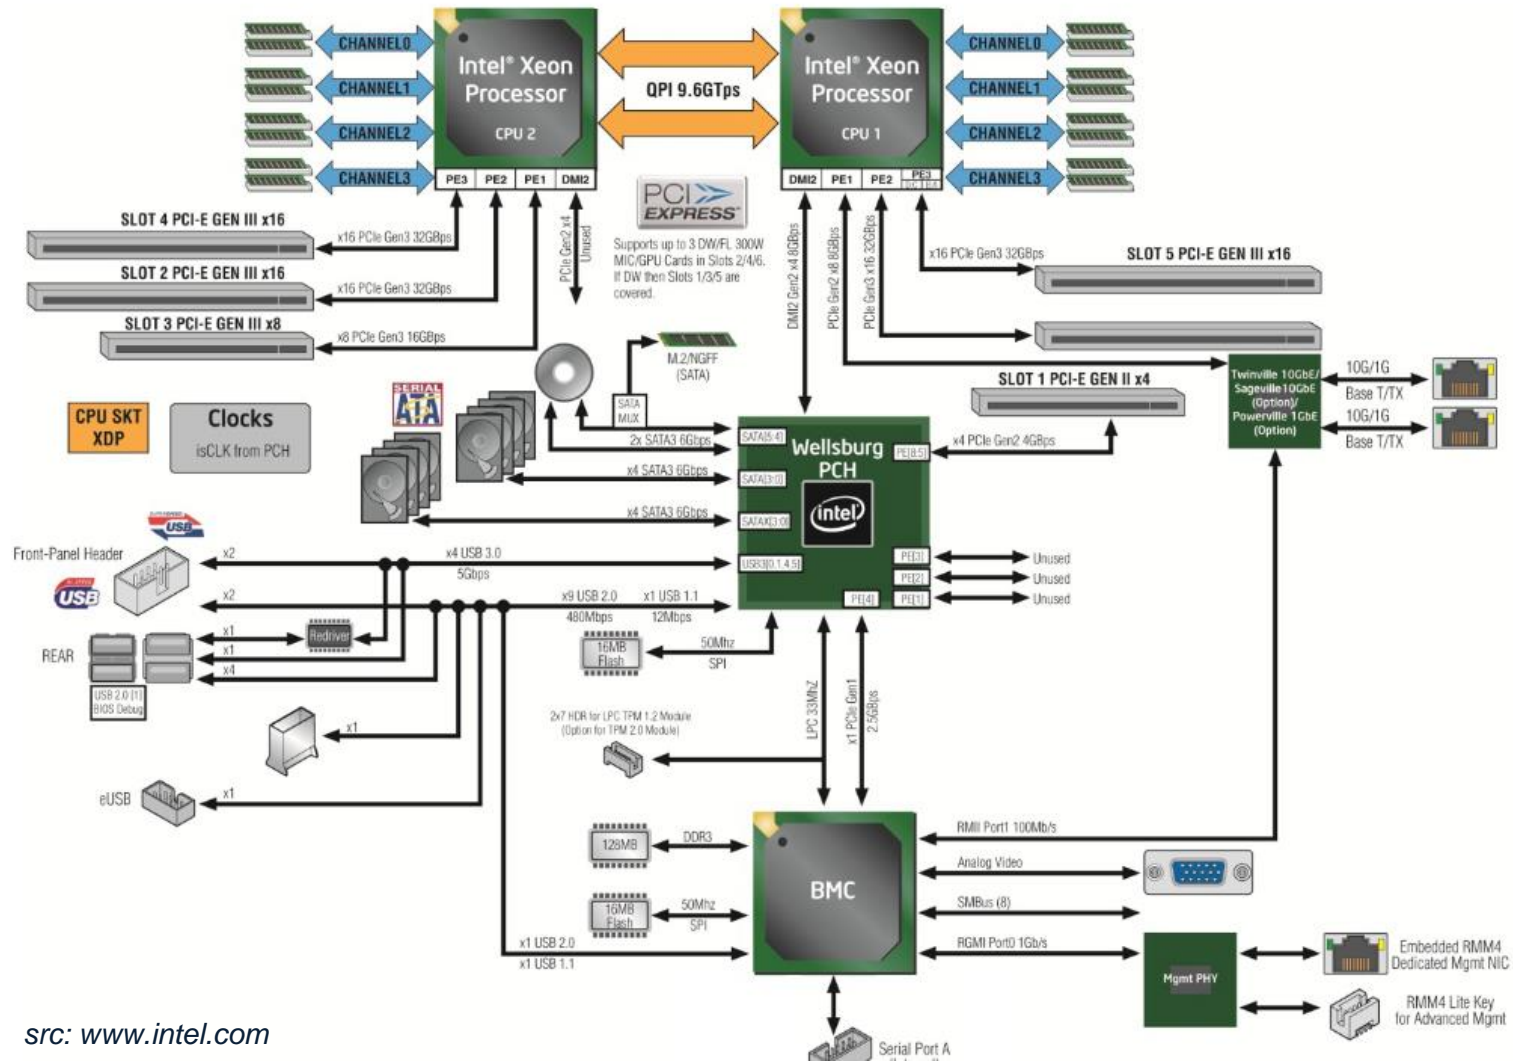 CHANNEL0
CHANNEL1
CHANNEL2
CHANNEL3
Intel® Xeon
Processor
CPU 2
PE3 PE2 PE1 DMI2
QPI 9.6GTps
Intel® Xeon
Processor
CPU 1
DMI2 PE1 PE2 PE3
CHANNEL0
CHANNEL1
CHANNEL2
CHANNEL3
PCI
EXPRESS
Supports up to 3 DW/FL 300W
MIC/GPU Cards in Slots 2/4/6.
If DW then Slots 1/3/5 are
covered.
SLOT 4 PCI-E GEN III x16
x16 PCIe Gen3 32GBps
SLOT 2 PCI-E GEN III x16
x16 PCIe Gen3 32GBps
SLOT 3 PCI-E GEN III x8
x8 PCIe Gen3 16GBps
PCIe Gen2 x4
Unused
DMI2 Gen2 x4 8GBps
PCIe Gen2 x8 8GBps
PCIe Gen3 x16 32GBps
x16 PCIe Gen3 32GBps
SLOT 5 PCI-E GEN III x16
SLOT 1 PCI-E GEN II x4
x4 PCIe Gen2 4GBps
Twinville 10GbE/
Sageville10GbE
(Option)/
Powerville 1GbE
(Option)
10G/1G
Base T/TX
10G/1G
Base T/TX
CPU SKT
XDP
Clocks
isCLK from PCH
SERIAL
ATA
M.2/NGFF
(SATA)
SATA
MUX
2x SATA3 6Gbps
x4 SATA3 6Gbps
x4 SATA3 6Gbps
Wellsburg
PCH
intel
SATA[5:4]
SATA[3:0]
SATAX[3:0]
USB3[0,1,4,5]
PE[8:5]
PE[3]
PE[2]
PE[1]
PE[4]
Unused
Unused
Unused
USB
Front-Panel Header
USB
x2
x4 USB 3.0
5Gbps
x2
x9 USB 2.0
480Mbps
x1 USB 1.1
12Mbps
REAR
x1
Redriver
x1
x4
USB 2.0 (1)
BIOS Debug
x1
eUSB
x1
16MB
Flash
50Mhz
SPI
2x7 HDR for LPC TPM 1.2 Module
(Option for TPM 2.0 Module)
LPC 33MhZ
x1 PCIe Gen1
2.5GBps
128MB
DDR3
16MB
Flash
50Mhz
SPI
x1 USB 2.0
x1 USB 1.1
BMC
RMII Port1 100Mb/s
Analog Video
SMBus (8)
RGMI Port0 1Gb/s
Mgmt PHY
Embedded RMM4
Dedicated Mgmt NIC
RMM4 Lite Key
for Advanced Mgmt
Serial Port A
src: www.intel.com